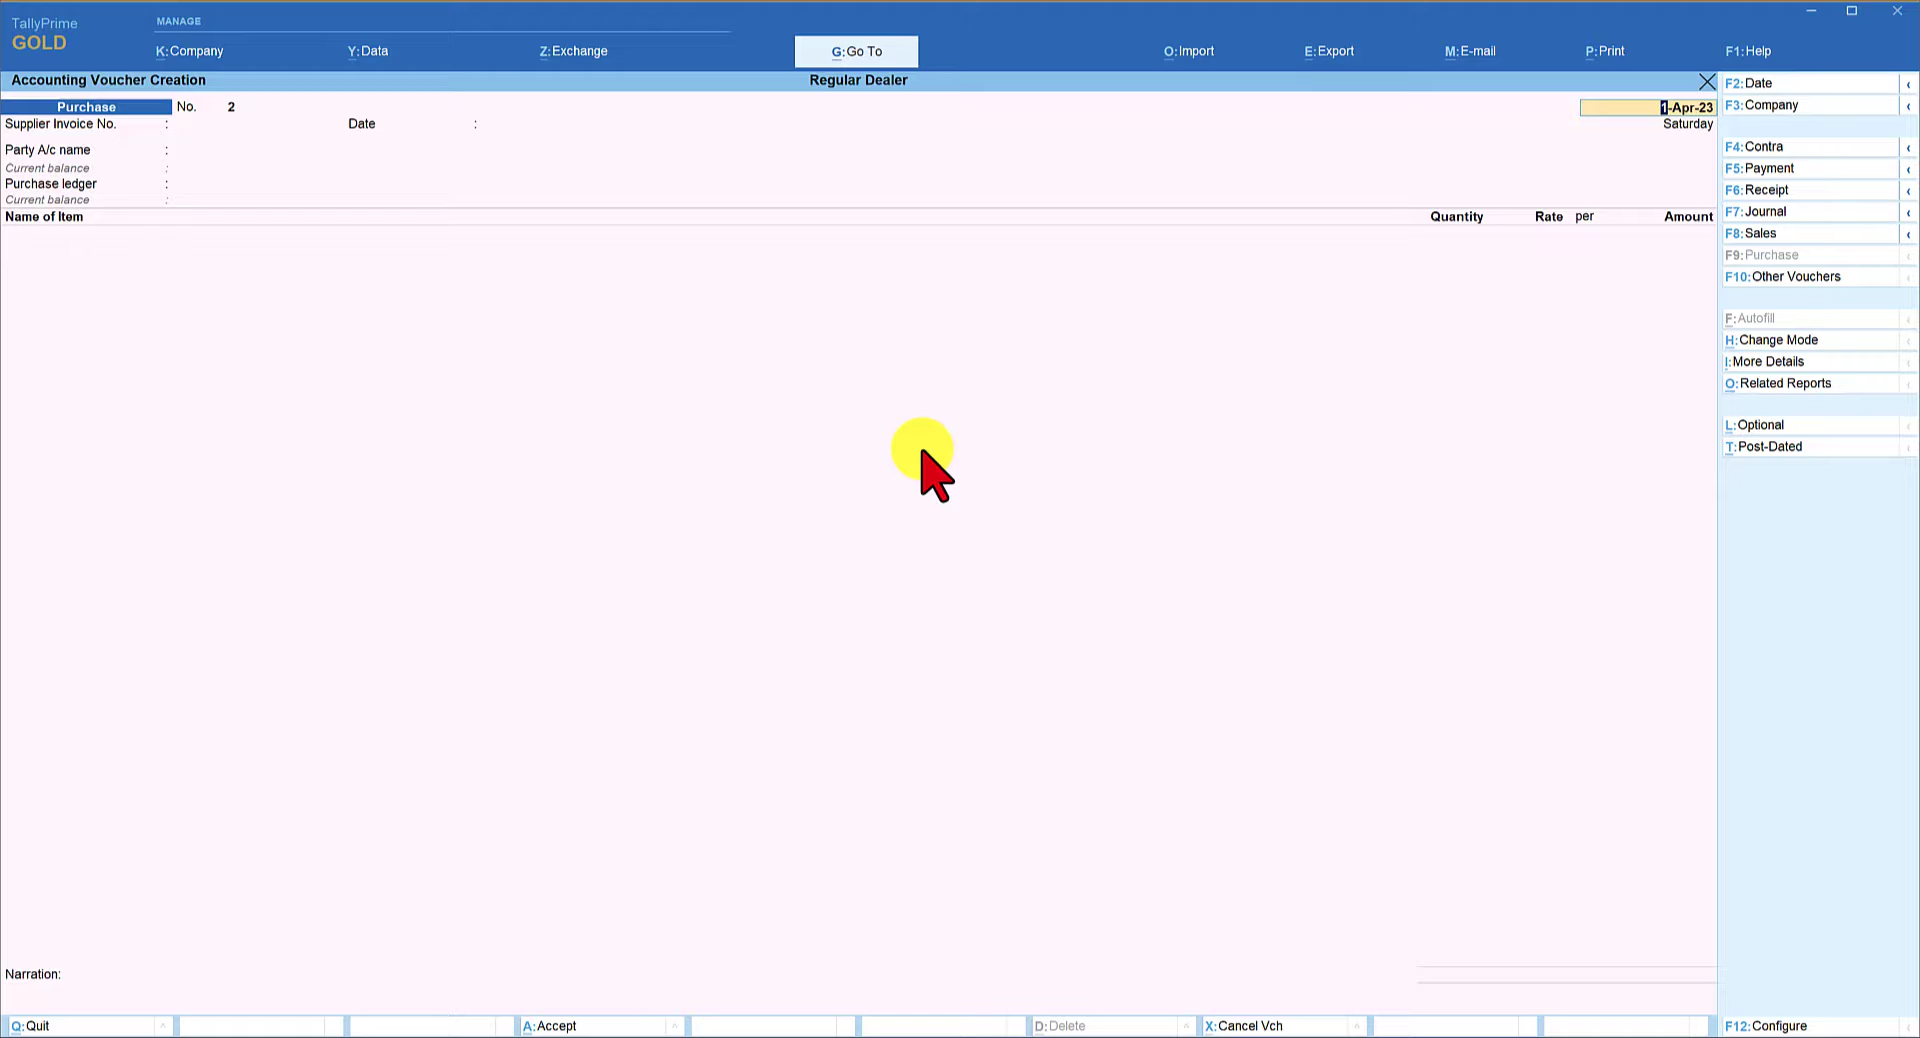 TallyPrime
GOLD
MANAGE
K:Company
Y:Data
Z:Exchange
G:Go To
O:Import
E:Export
M:E-mail
P:Print
F1:Help
Accounting Voucher Creation
Regular Dealer
Purchase No. 2
1-Apr-23
Supplier Invoice No. :
Date :
Saturday
Party A/c name :
Current balance :
Purchase ledger :
Current balance :
Name of Item
Quantity
Rate per
Amount
F2:Date
F3:Company
F4:Contra
F5:Payment
F6:Receipt
F7:Journal
F8:Sales
F9:Purchase
F10:Other Vouchers
F:Autofill
H:Change Mode
I:More Details
O:Related Reports
L:Optional
T:Post-Dated
Narration:
Q:Quit
A:Accept
D:Delete
X:Cancel Vch
F12:Configure